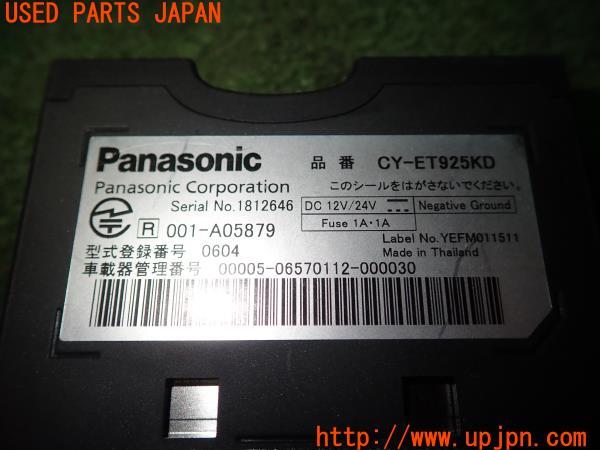 USED PARTS JAPAN
Panasonic 品番 CY-ET925KD
Panasonic Corporation このシールをはがさないでください。
Serial No.1812646 DC 12V/24V Negative Ground
Fuse 1A・1A
R 001-A05879
Label No.YEFM011511
型式登録番号 0604 Made in Thailand
車載器管理番号 00005-06570112-000030
http://www.upjpn.com